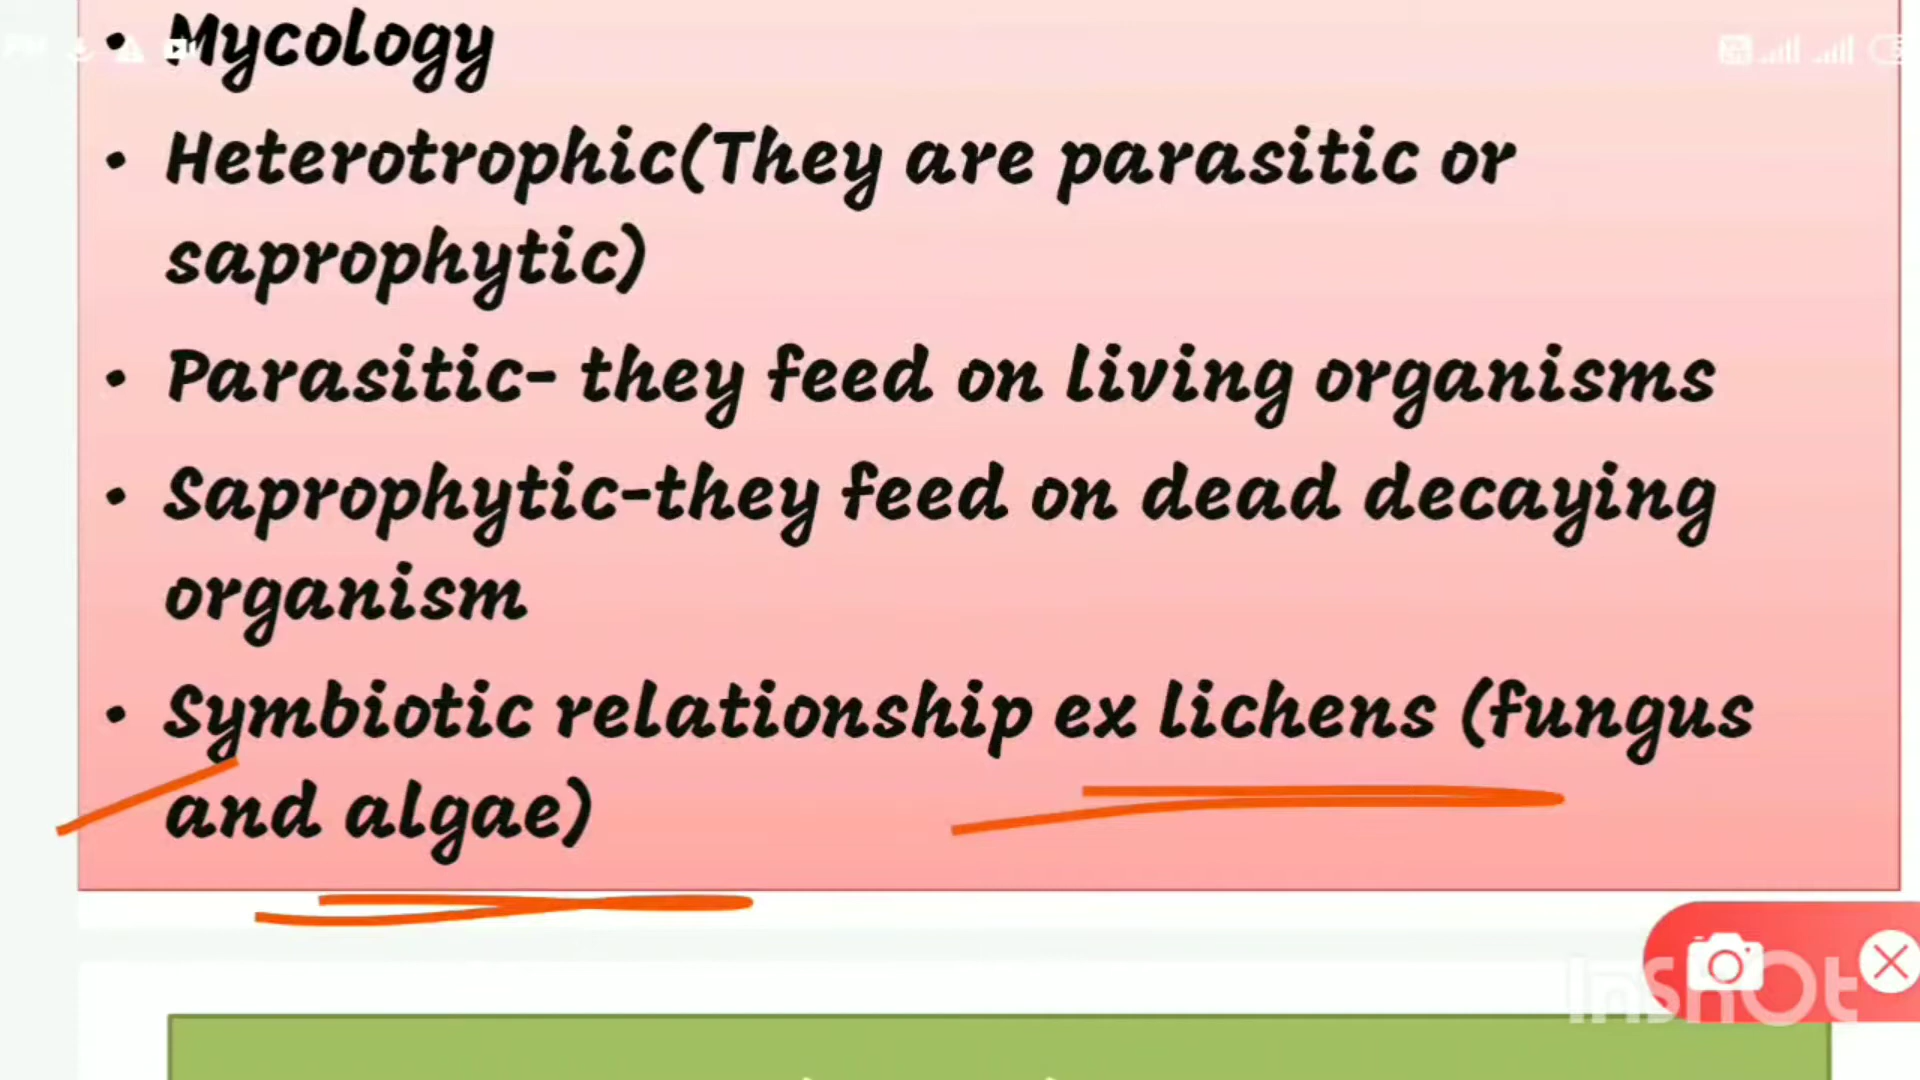 • Mycology
• Heterotrophic(They are parasitic or
saprophytic)
• Parasitic- they feed on living organisms
• Saprophytic-they feed on dead decaying
organism
• Symbiotic relationship ex lichens (fungus
and algae)
InShOt